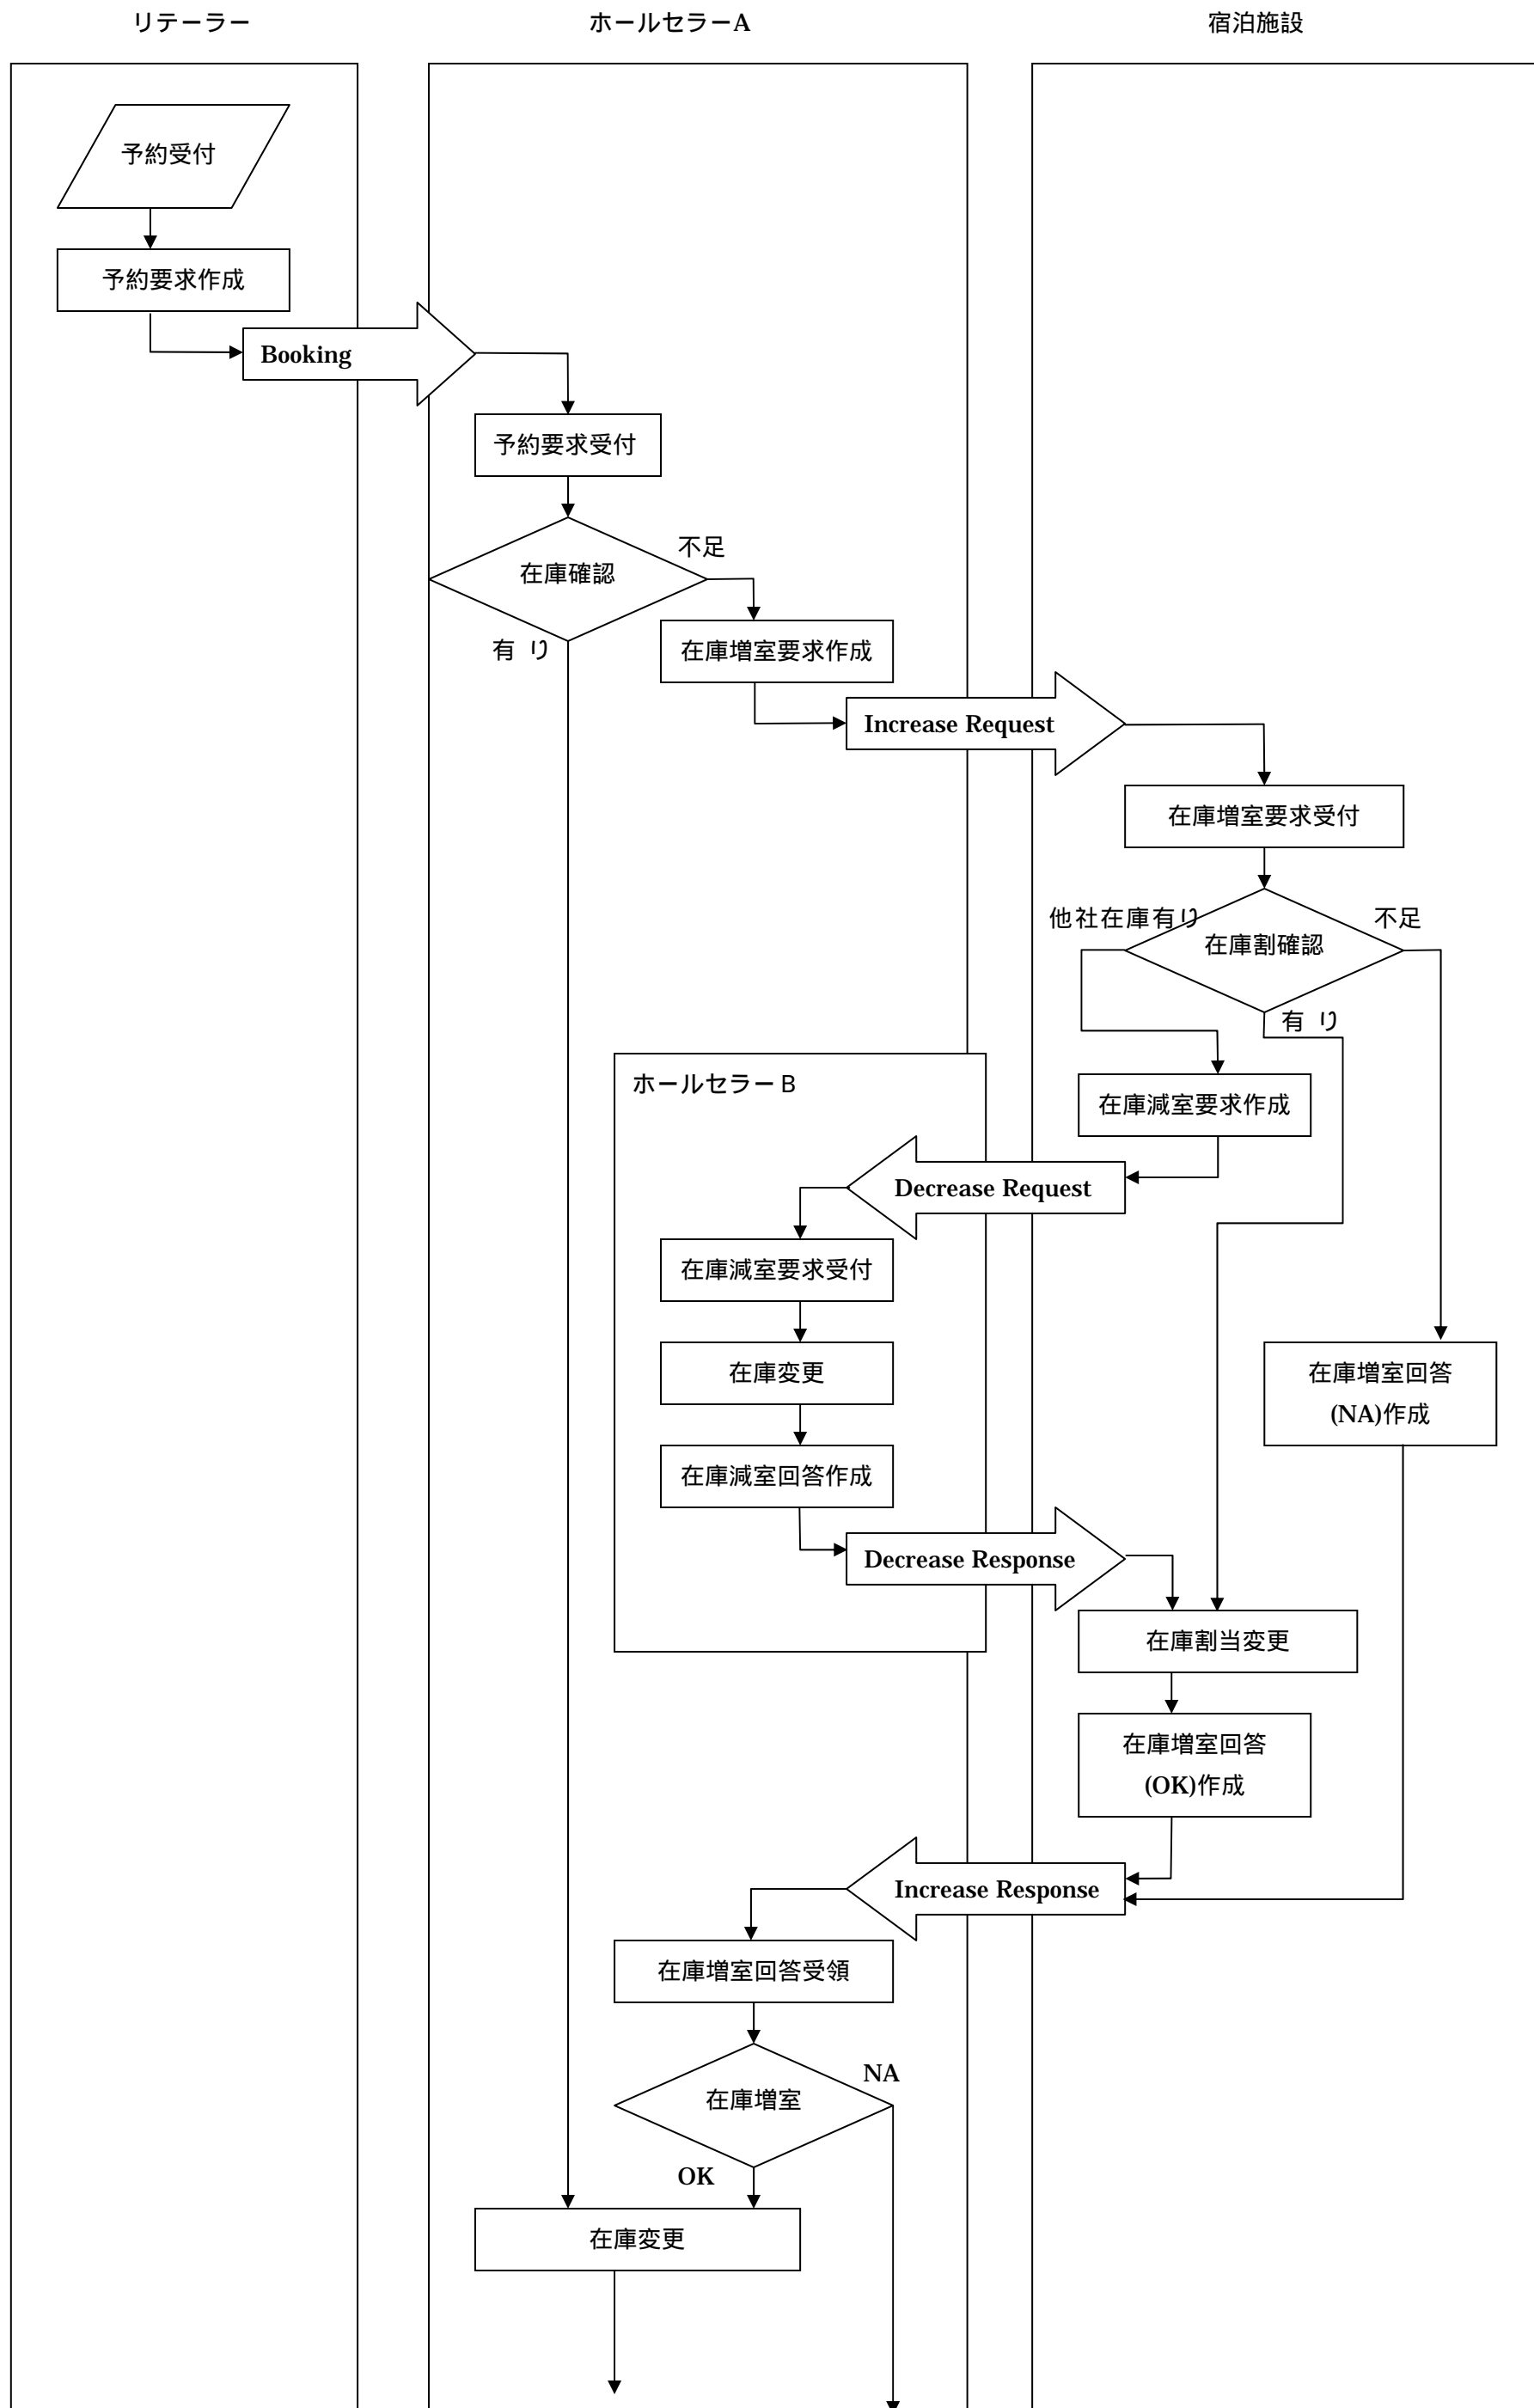 リテーラー
ホールセラーA
宿泊施設
予約受付
予約要求作成
Booking
予約要求受付
在庫確認
不足
有り
在庫増室要求作成
Increase Request
在庫増室要求受付
他社在庫有り
在庫割確認
不足
有り
ホールセラーB
在庫減室要求作成
Decrease Request
在庫減室要求受付
在庫変更
在庫増室回答
(NA)作成
在庫減室回答作成
Decrease Response
在庫割当変更
在庫増室回答
(OK)作成
Increase Response
在庫増室回答受領
NA
在庫増室
OK
在庫変更